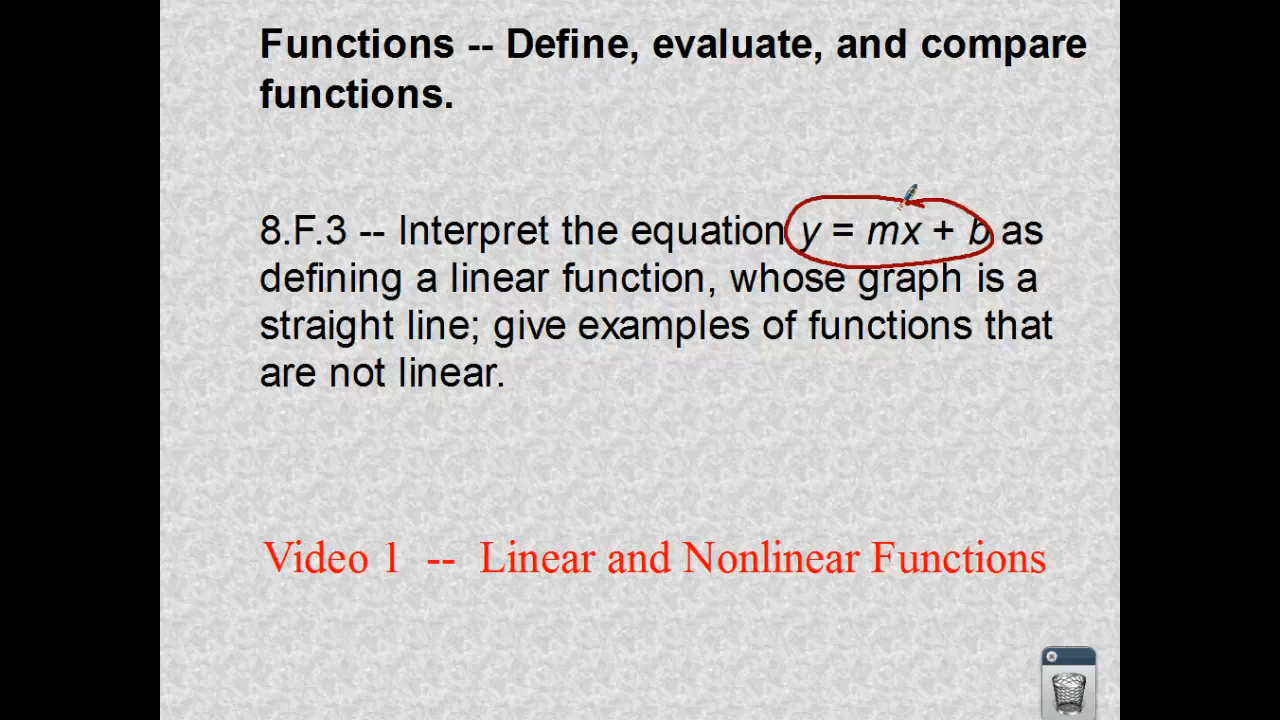 Functions -- Define, evaluate, and compare
functions.
8.F.3 -- Interpret the equation y = mx + b as
defining a linear function, whose graph is a
straight line; give examples of functions that
are not linear.
Video 1 -- Linear and Nonlinear Functions